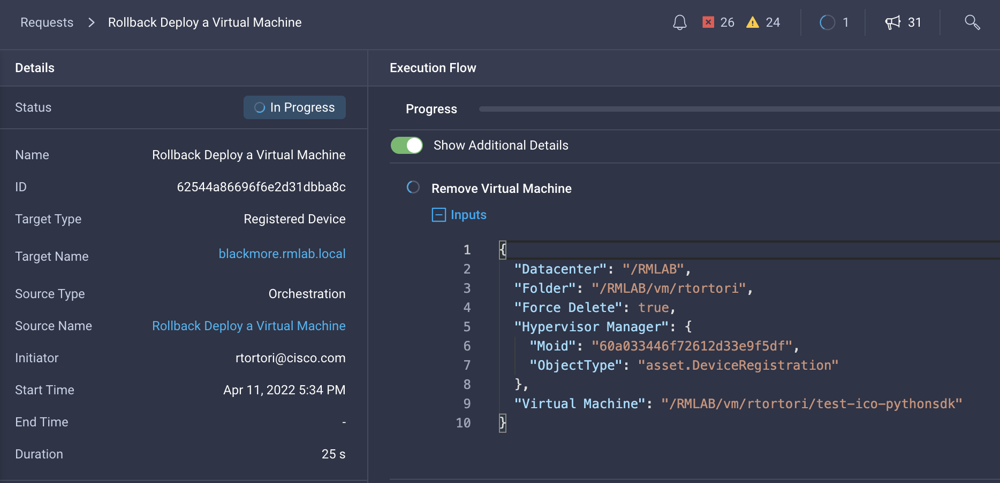 Requests > Rollback Deploy a Virtual Machine
26 24 1 31
Details
Status In Progress
Name Rollback Deploy a Virtual Machine
ID 62544a86696f6e2d31dbba8c
Target Type Registered Device
Target Name blackmore.rmlab.local
Source Type Orchestration
Source Name Rollback Deploy a Virtual Machine
Initiator rtortori@cisco.com
Start Time Apr 11, 2022 5:34 PM
End Time -
Duration 25 s
Execution Flow
Progress
Show Additional Details
Remove Virtual Machine
Inputs
1 {
2 "Datacenter": "/RMLAB",
3 "Folder": "/RMLAB/vm/rtortori",
4 "Force Delete": true,
5 "Hypervisor Manager": {
6 "Moid": "60a033446f72612d33e9f5df",
7 "ObjectType": "asset.DeviceRegistration"
8 },
9 "Virtual Machine": "/RMLAB/vm/rtortori/test-ico-pythonsdk"
10 }